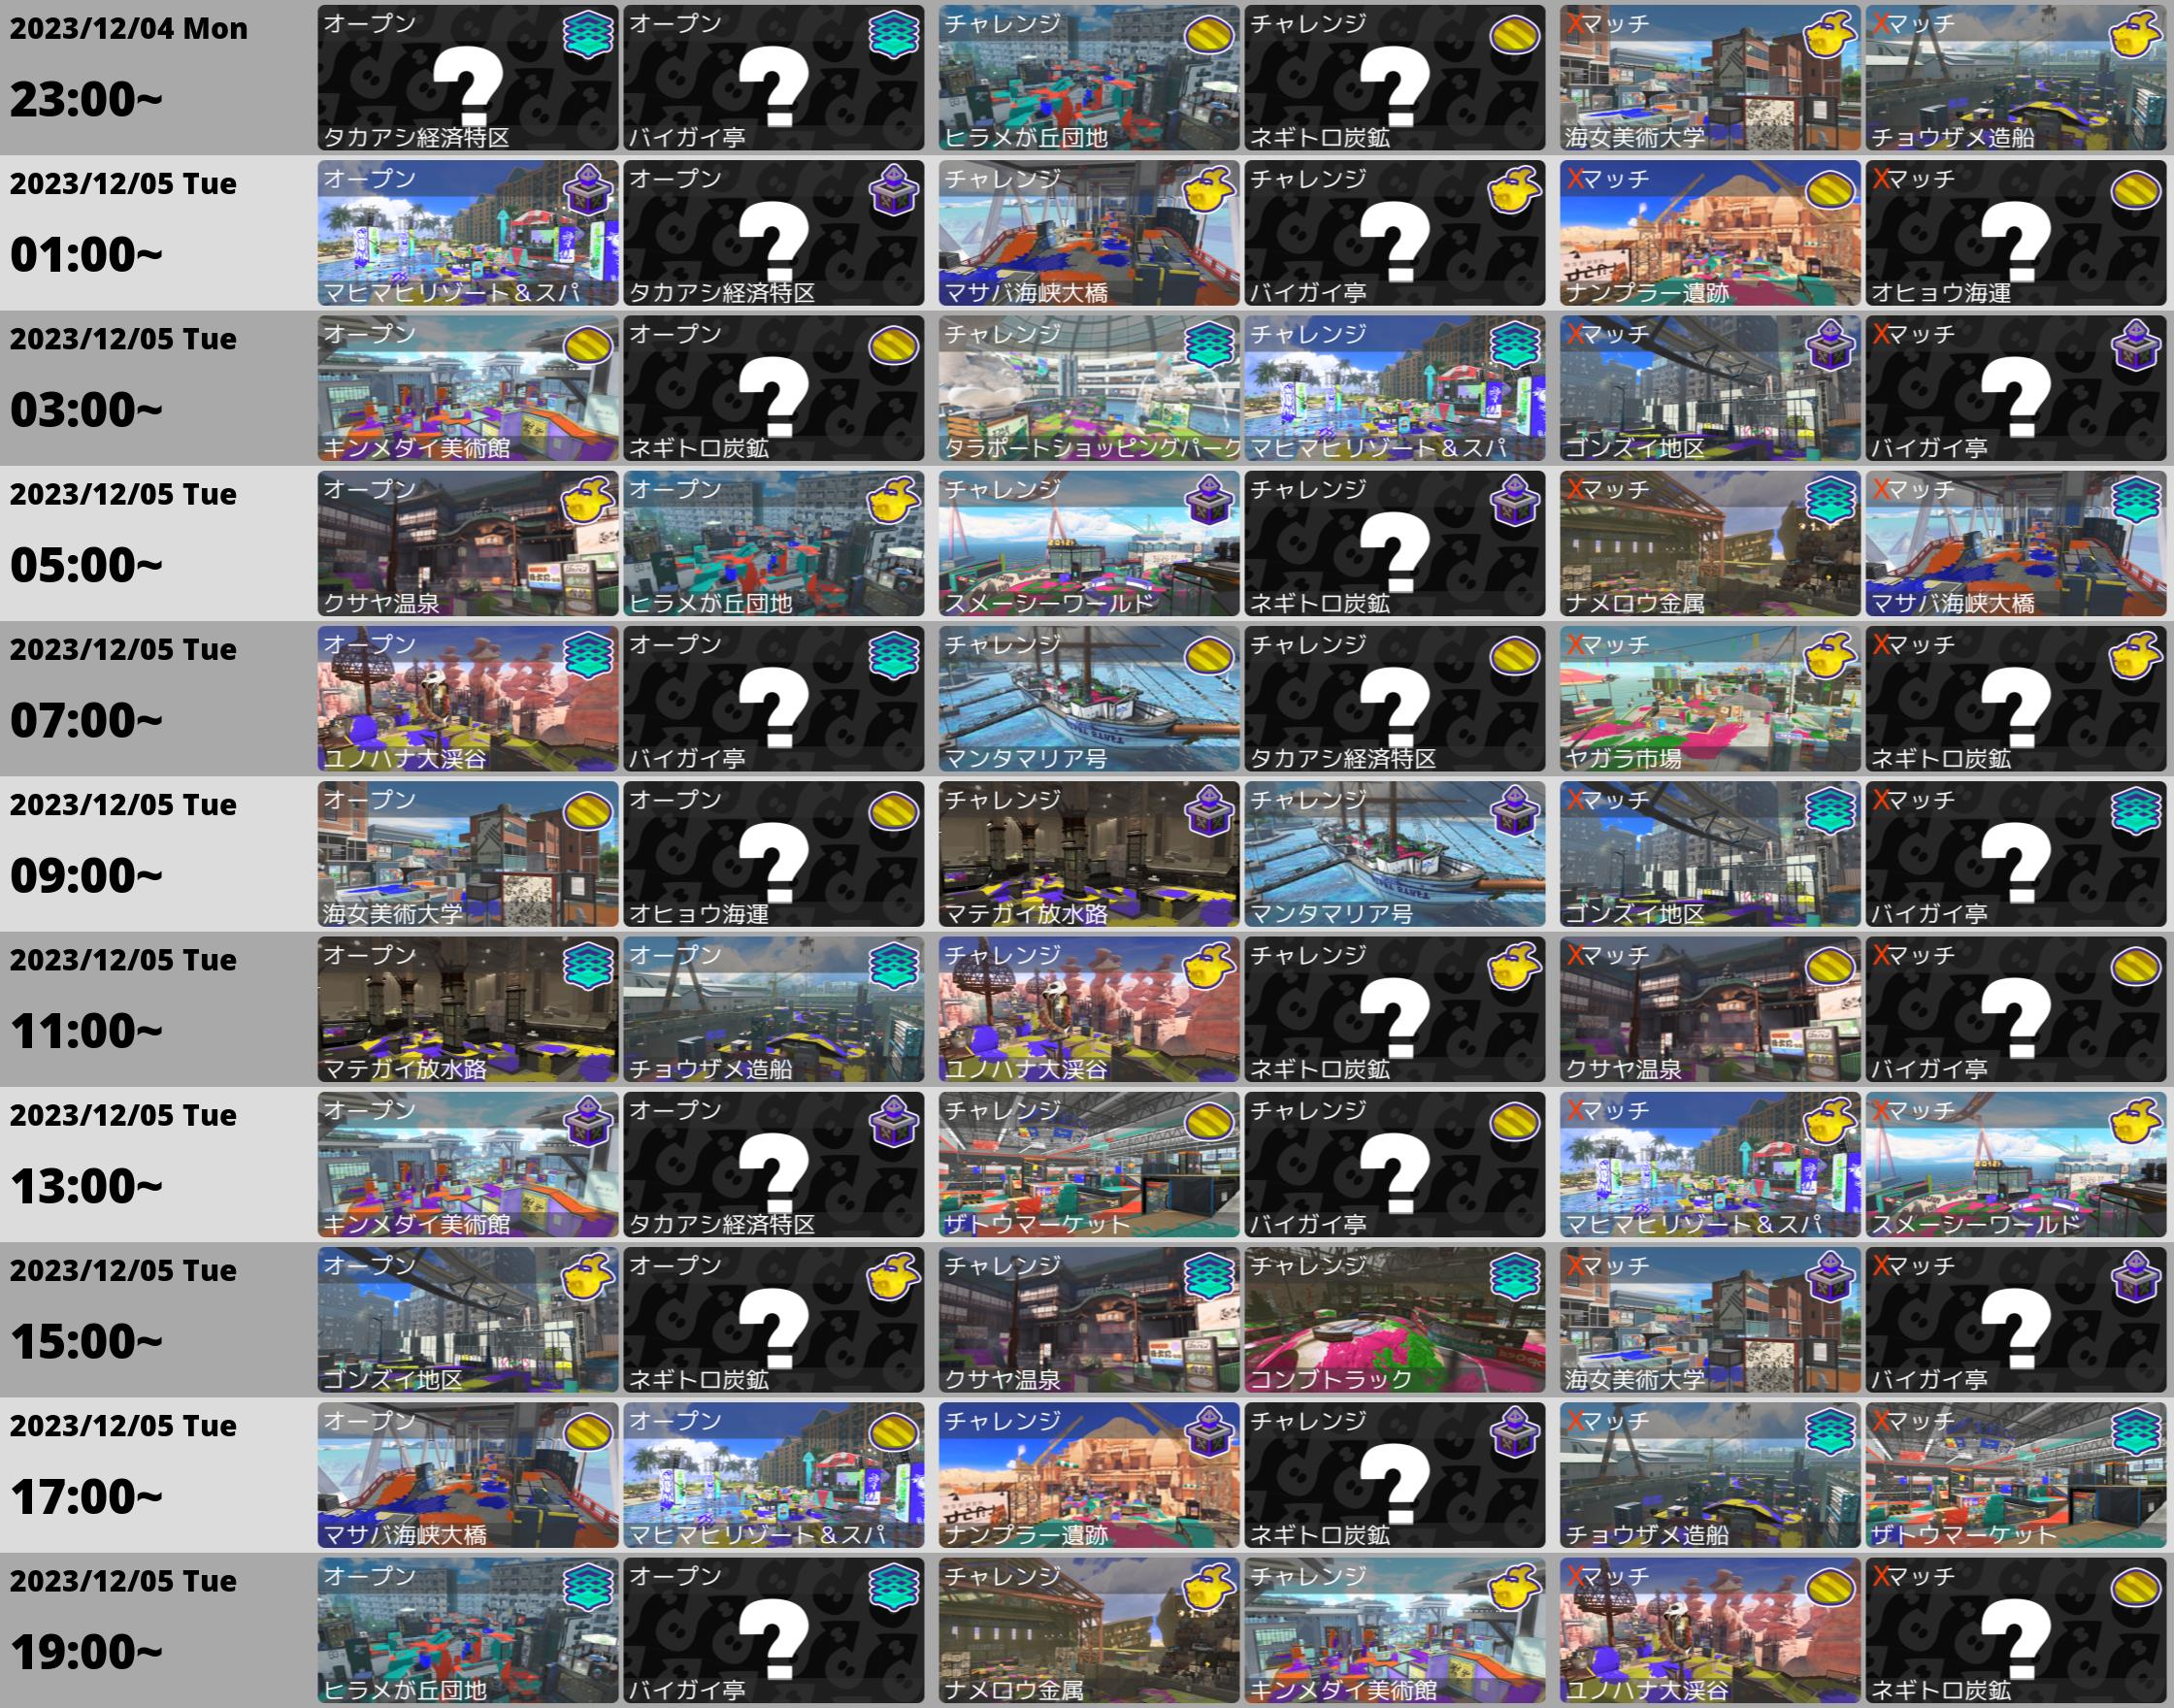 2023/12/04 Mon
23:00~
オープン
タカアシ経済特区
オープン
バイガイ亭
チャレンジ
ヒラメが丘団地
チャレンジ
ネギトロ炭鉱
Xマッチ
海女美術大学
Xマッチ
チョウザメ造船
2023/12/05 Tue
01:00~
オープン
マヒマヒリゾート＆スパ
オープン
タカアシ経済特区
チャレンジ
マサバ海峡大橋
チャレンジ
バイガイ亭
Xマッチ
ナンプラー遺跡
Xマッチ
オヒョウ海運
2023/12/05 Tue
03:00~
オープン
キンメダイ美術館
オープン
ネギトロ炭鉱
チャレンジ
タラポートショッピングパーク
チャレンジ
マヒマヒリゾート＆スパ
Xマッチ
ゴンズイ地区
Xマッチ
バイガイ亭
2023/12/05 Tue
05:00~
オープン
クサヤ温泉
オープン
ヒラメが丘団地
チャレンジ
スメーシーワールド
チャレンジ
ネギトロ炭鉱
Xマッチ
ナメロウ金属
Xマッチ
マサバ海峡大橋
2023/12/05 Tue
07:00~
オープン
ユノハナ大渓谷
オープン
バイガイ亭
チャレンジ
マンタマリア号
チャレンジ
タカアシ経済特区
Xマッチ
ヤガラ市場
Xマッチ
ネギトロ炭鉱
2023/12/05 Tue
09:00~
オープン
海女美術大学
オープン
オヒョウ海運
チャレンジ
マテガイ放水路
チャレンジ
マンタマリア号
Xマッチ
ゴンズイ地区
Xマッチ
バイガイ亭
2023/12/05 Tue
11:00~
オープン
マテガイ放水路
オープン
チョウザメ造船
チャレンジ
ユノハナ大渓谷
チャレンジ
ネギトロ炭鉱
Xマッチ
クサヤ温泉
Xマッチ
バイガイ亭
2023/12/05 Tue
13:00~
オープン
キンメダイ美術館
オープン
タカアシ経済特区
チャレンジ
ザトウマーケット
チャレンジ
バイガイ亭
Xマッチ
マヒマヒリゾート＆スパ
Xマッチ
スメーシーワールド
2023/12/05 Tue
15:00~
オープン
ゴンズイ地区
オープン
ネギトロ炭鉱
チャレンジ
クサヤ温泉
チャレンジ
コンブトラック
Xマッチ
海女美術大学
Xマッチ
バイガイ亭
2023/12/05 Tue
17:00~
オープン
マサバ海峡大橋
オープン
マヒマヒリゾート＆スパ
チャレンジ
ナンプラー遺跡
チャレンジ
ネギトロ炭鉱
Xマッチ
チョウザメ造船
Xマッチ
ザトウマーケット
2023/12/05 Tue
19:00~
オープン
ヒラメが丘団地
オープン
バイガイ亭
チャレンジ
ナメロウ金属
チャレンジ
キンメダイ美術館
Xマッチ
ユノハナ大渓谷
Xマッチ
ネギトロ炭鉱